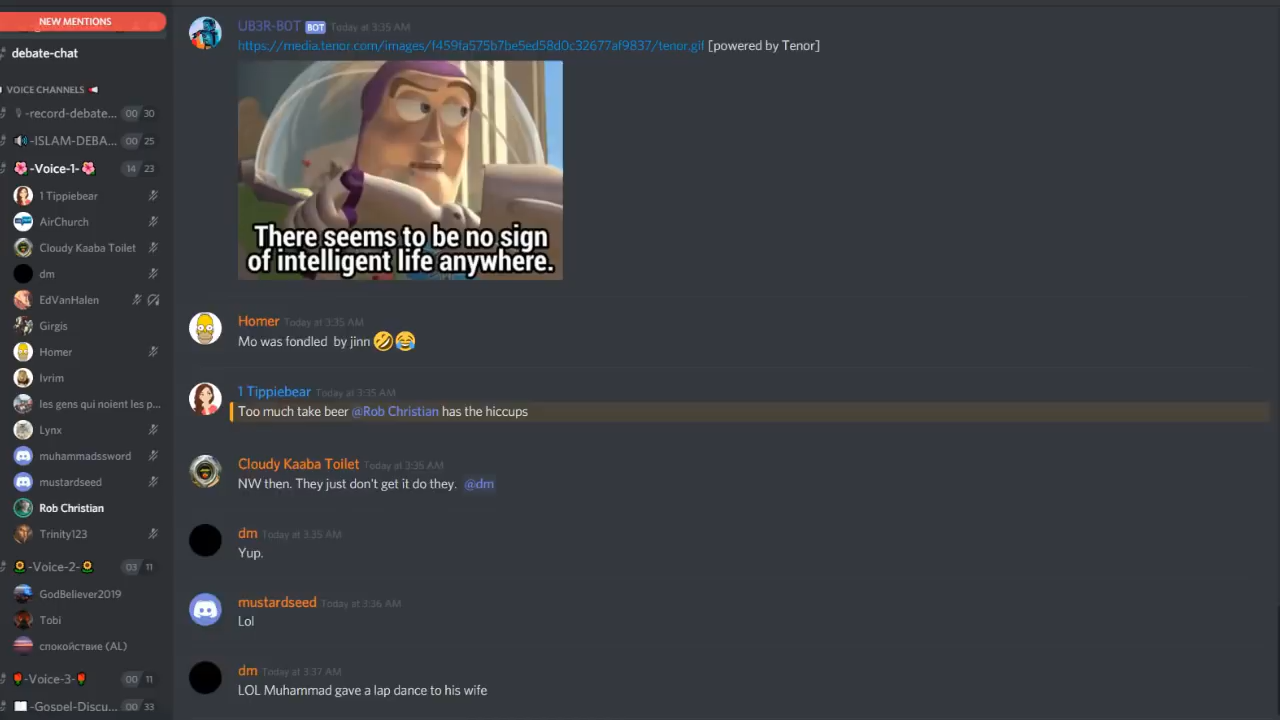 NEW MENTIONS
debate-chat
VOICE CHANNELS
-record-debate... 00 30
-ISLAM-DEBA... 00 25
-Voice-1- 14 23
1 Tippiebear
AirChurch
Cloudy Kaaba Toilet
dm
EdVanHalen
Girgis
Homer
Ivrim
les gens qui noient les p...
Lynx
muhammadssword
mustardseed
Rob Christian
Trinity123
-Voice-2- 03 11
GodBeliever2019
Tobi
спокойствие (AL)
-Voice-3- 00 11
-Gospel-Discu... 00 33
UB3R-B0T BOT Today at 3:35 AM
https://media.tenor.com/images/f459fa575b7be5ed58d0c32677af9837/tenor.gif [powered by Tenor]
There seems to be no sign
of intelligent life anywhere.
Homer Today at 3:35 AM
Mo was fondled by jinn 🤣😂
1 Tippiebear Today at 3:35 AM
Too much take beer @Rob Christian has the hiccups
Cloudy Kaaba Toilet Today at 3:35 AM
NW then. They just don't get it do they. @dm
dm Today at 3:35 AM
Yup.
mustardseed Today at 3:36 AM
Lol
dm Today at 3:37 AM
LOL Muhammad gave a lap dance to his wife